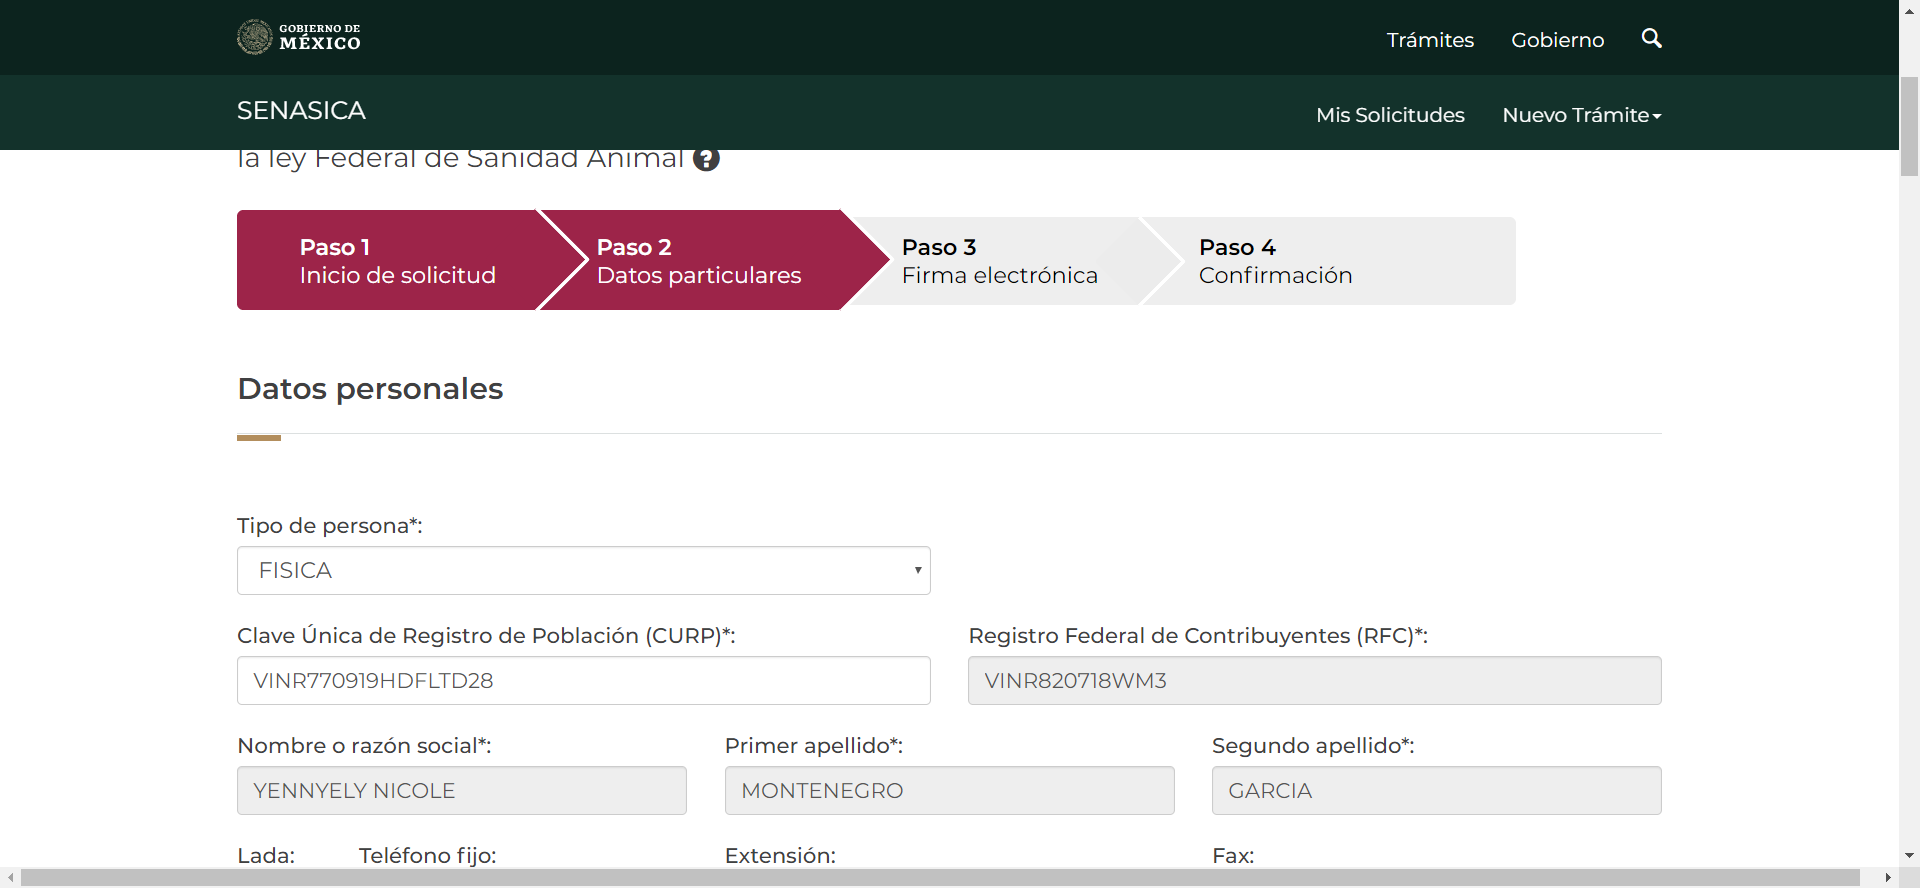 GOBIERNO DE
MÉXICO
Trámites
Gobierno
SENASICA
Mis Solicitudes
Nuevo Trámite
la ley Federal de Sanidad Animal ?
Paso 1
Inicio de solicitud
Paso 2
Datos particulares
Paso 3
Firma electrónica
Paso 4
Confirmación
Datos personales
Tipo de persona*:
FISICA
Clave Única de Registro de Población (CURP)*:
Registro Federal de Contribuyentes (RFC)*:
VINR770919HDFLTD28
VINR820718WM3
Nombre o razón social*:
Primer apellido*:
Segundo apellido*:
YENNYELY NICOLE
MONTENEGRO
GARCIA
Lada:
Teléfono fijo:
Extensión:
Fax: